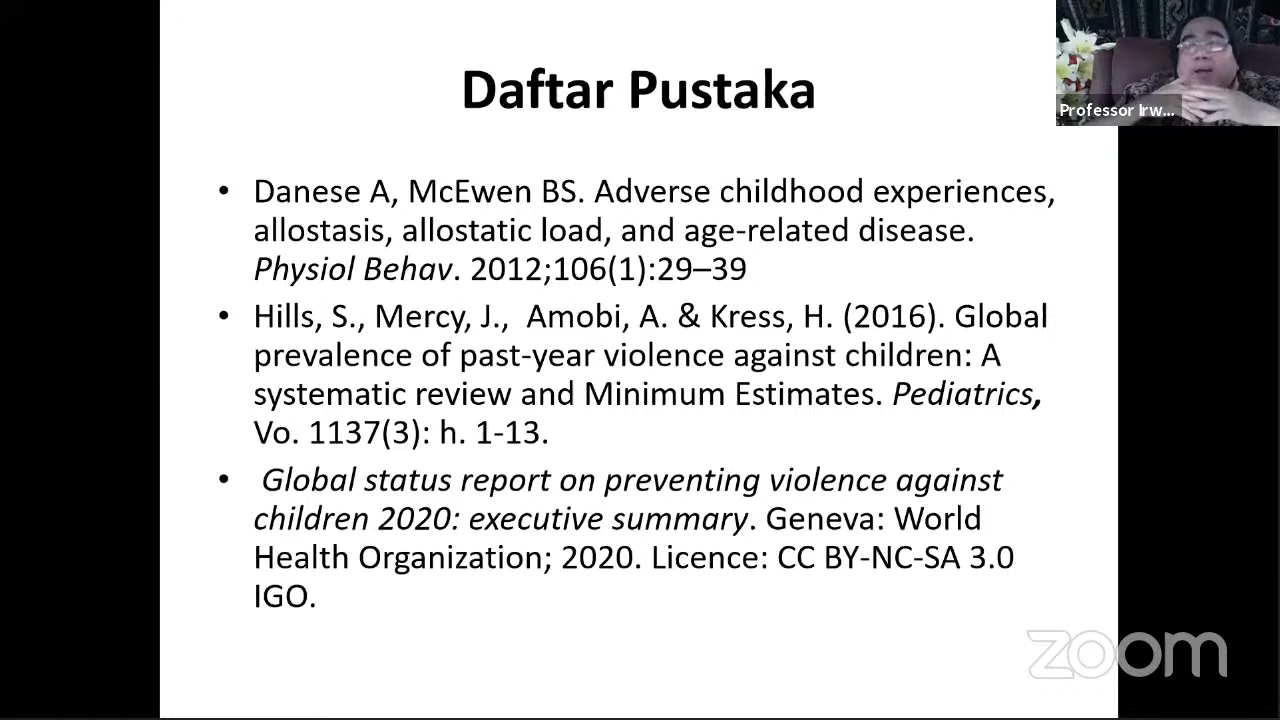 Daftar Pustaka
Professor Irw...
• Danese A, McEwen BS. Adverse childhood experiences,
allostasis, allostatic load, and age-related disease.
Physiol Behav. 2012;106(1):29–39
• Hills, S., Mercy, J., Amobi, A. & Kress, H. (2016). Global
prevalence of past-year violence against children: A
systematic review and Minimum Estimates. Pediatrics,
Vo. 1137(3): h. 1-13.
• Global status report on preventing violence against
children 2020: executive summary. Geneva: World
Health Organization; 2020. Licence: CC BY-NC-SA 3.0
IGO.
zoom